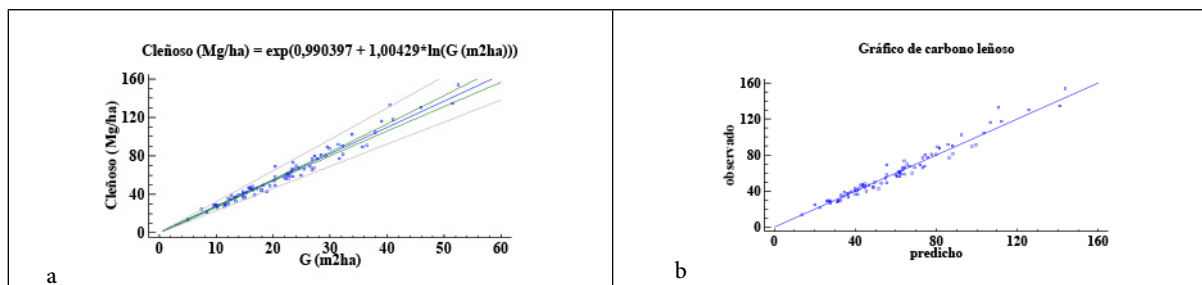 Cleñoso (Mg/ha) = exp(0,990397 + 1,00429*ln(G (m2ha)))
Cleñoso (Mg/ha)
160
120
80
40
0
0 10 20 30 40 50 60
G (m2ha)
a
Gráfico de carbono leñoso
observado
160
120
80
40
0
0 40 80 120 160
predicho
b